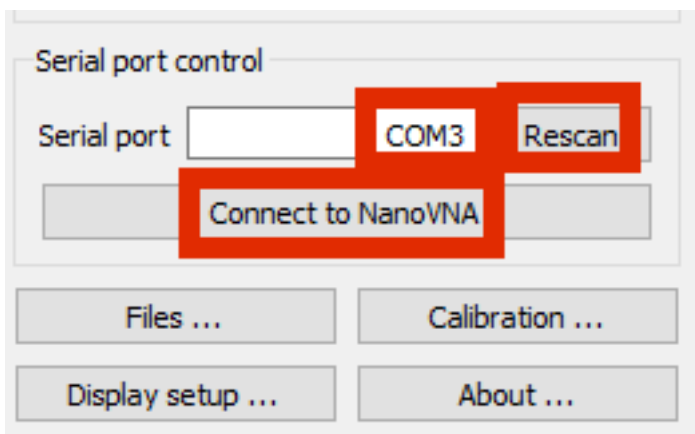 Serial port control
Serial port COM3 Rescan
Connect to NanoVNA
Files ... Calibration ...
Display setup ... About ...